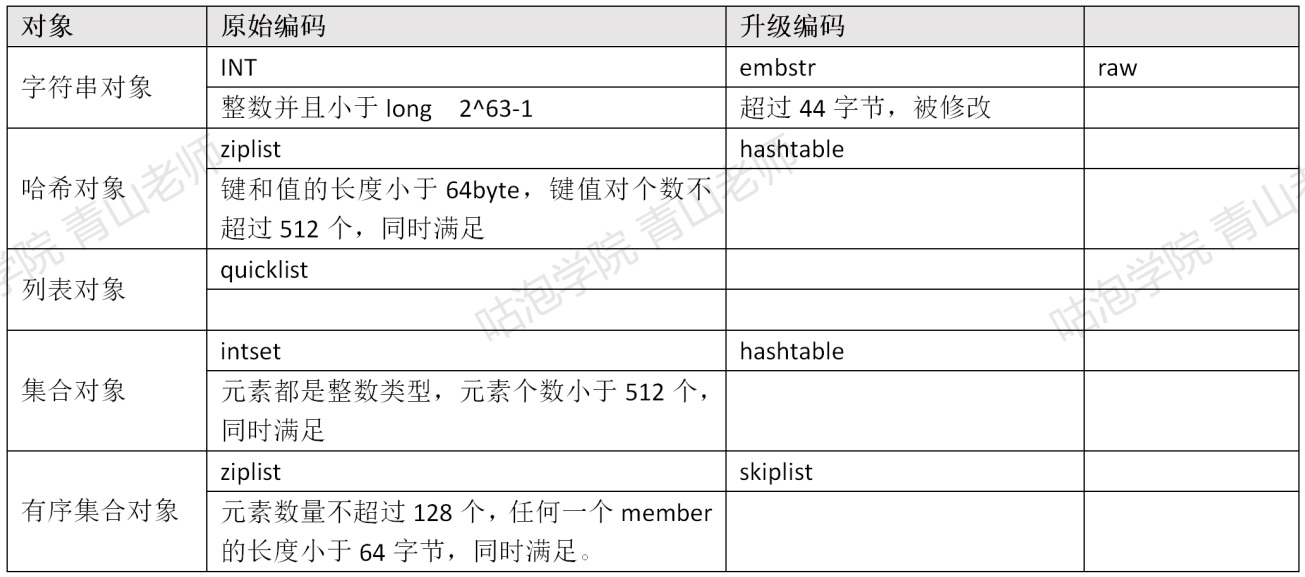 对象 原始编码 升级编码
字符串对象 INT embstr raw
整数并且小于 long 2^63-1 超过 44 字节，被修改
哈希对象 ziplist hashtable
键和值的长度小于 64byte，键值对个数不
超过 512 个，同时满足
列表对象 quicklist
集合对象 intset hashtable
元素都是整数类型，元素个数小于 512 个，
同时满足
有序集合对象 ziplist skiplist
元素数量不超过 128 个，任何一个 member
的长度小于 64 字节，同时满足。
学院 青山老师
咕泡学院 青山老师
咕泡学院 青山